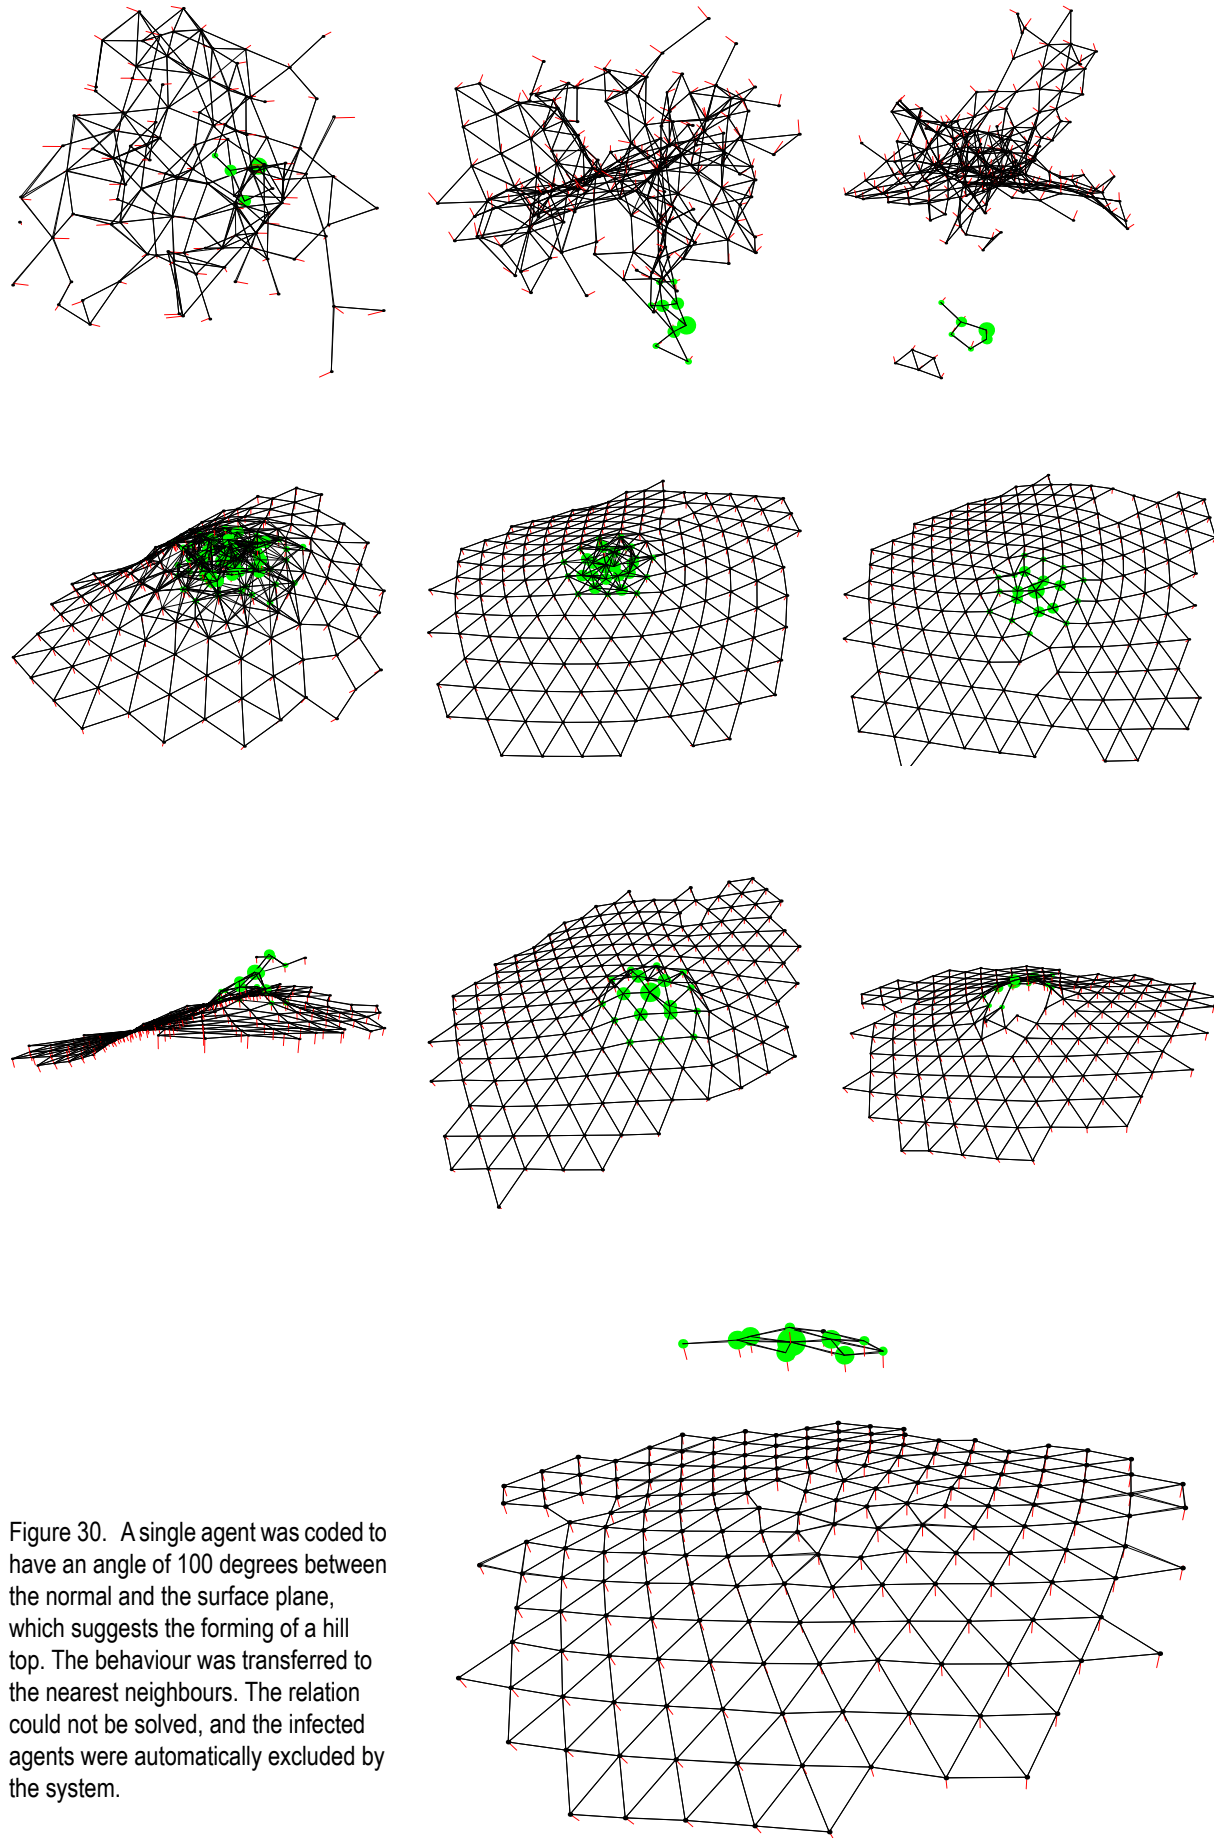 Figure 30. A single agent was coded to
have an angle of 100 degrees between
the normal and the surface plane,
which suggests the forming of a hill
top. The behaviour was transferred to
the nearest neighbours. The relation
could not be solved, and the infected
agents were automatically excluded by
the system.